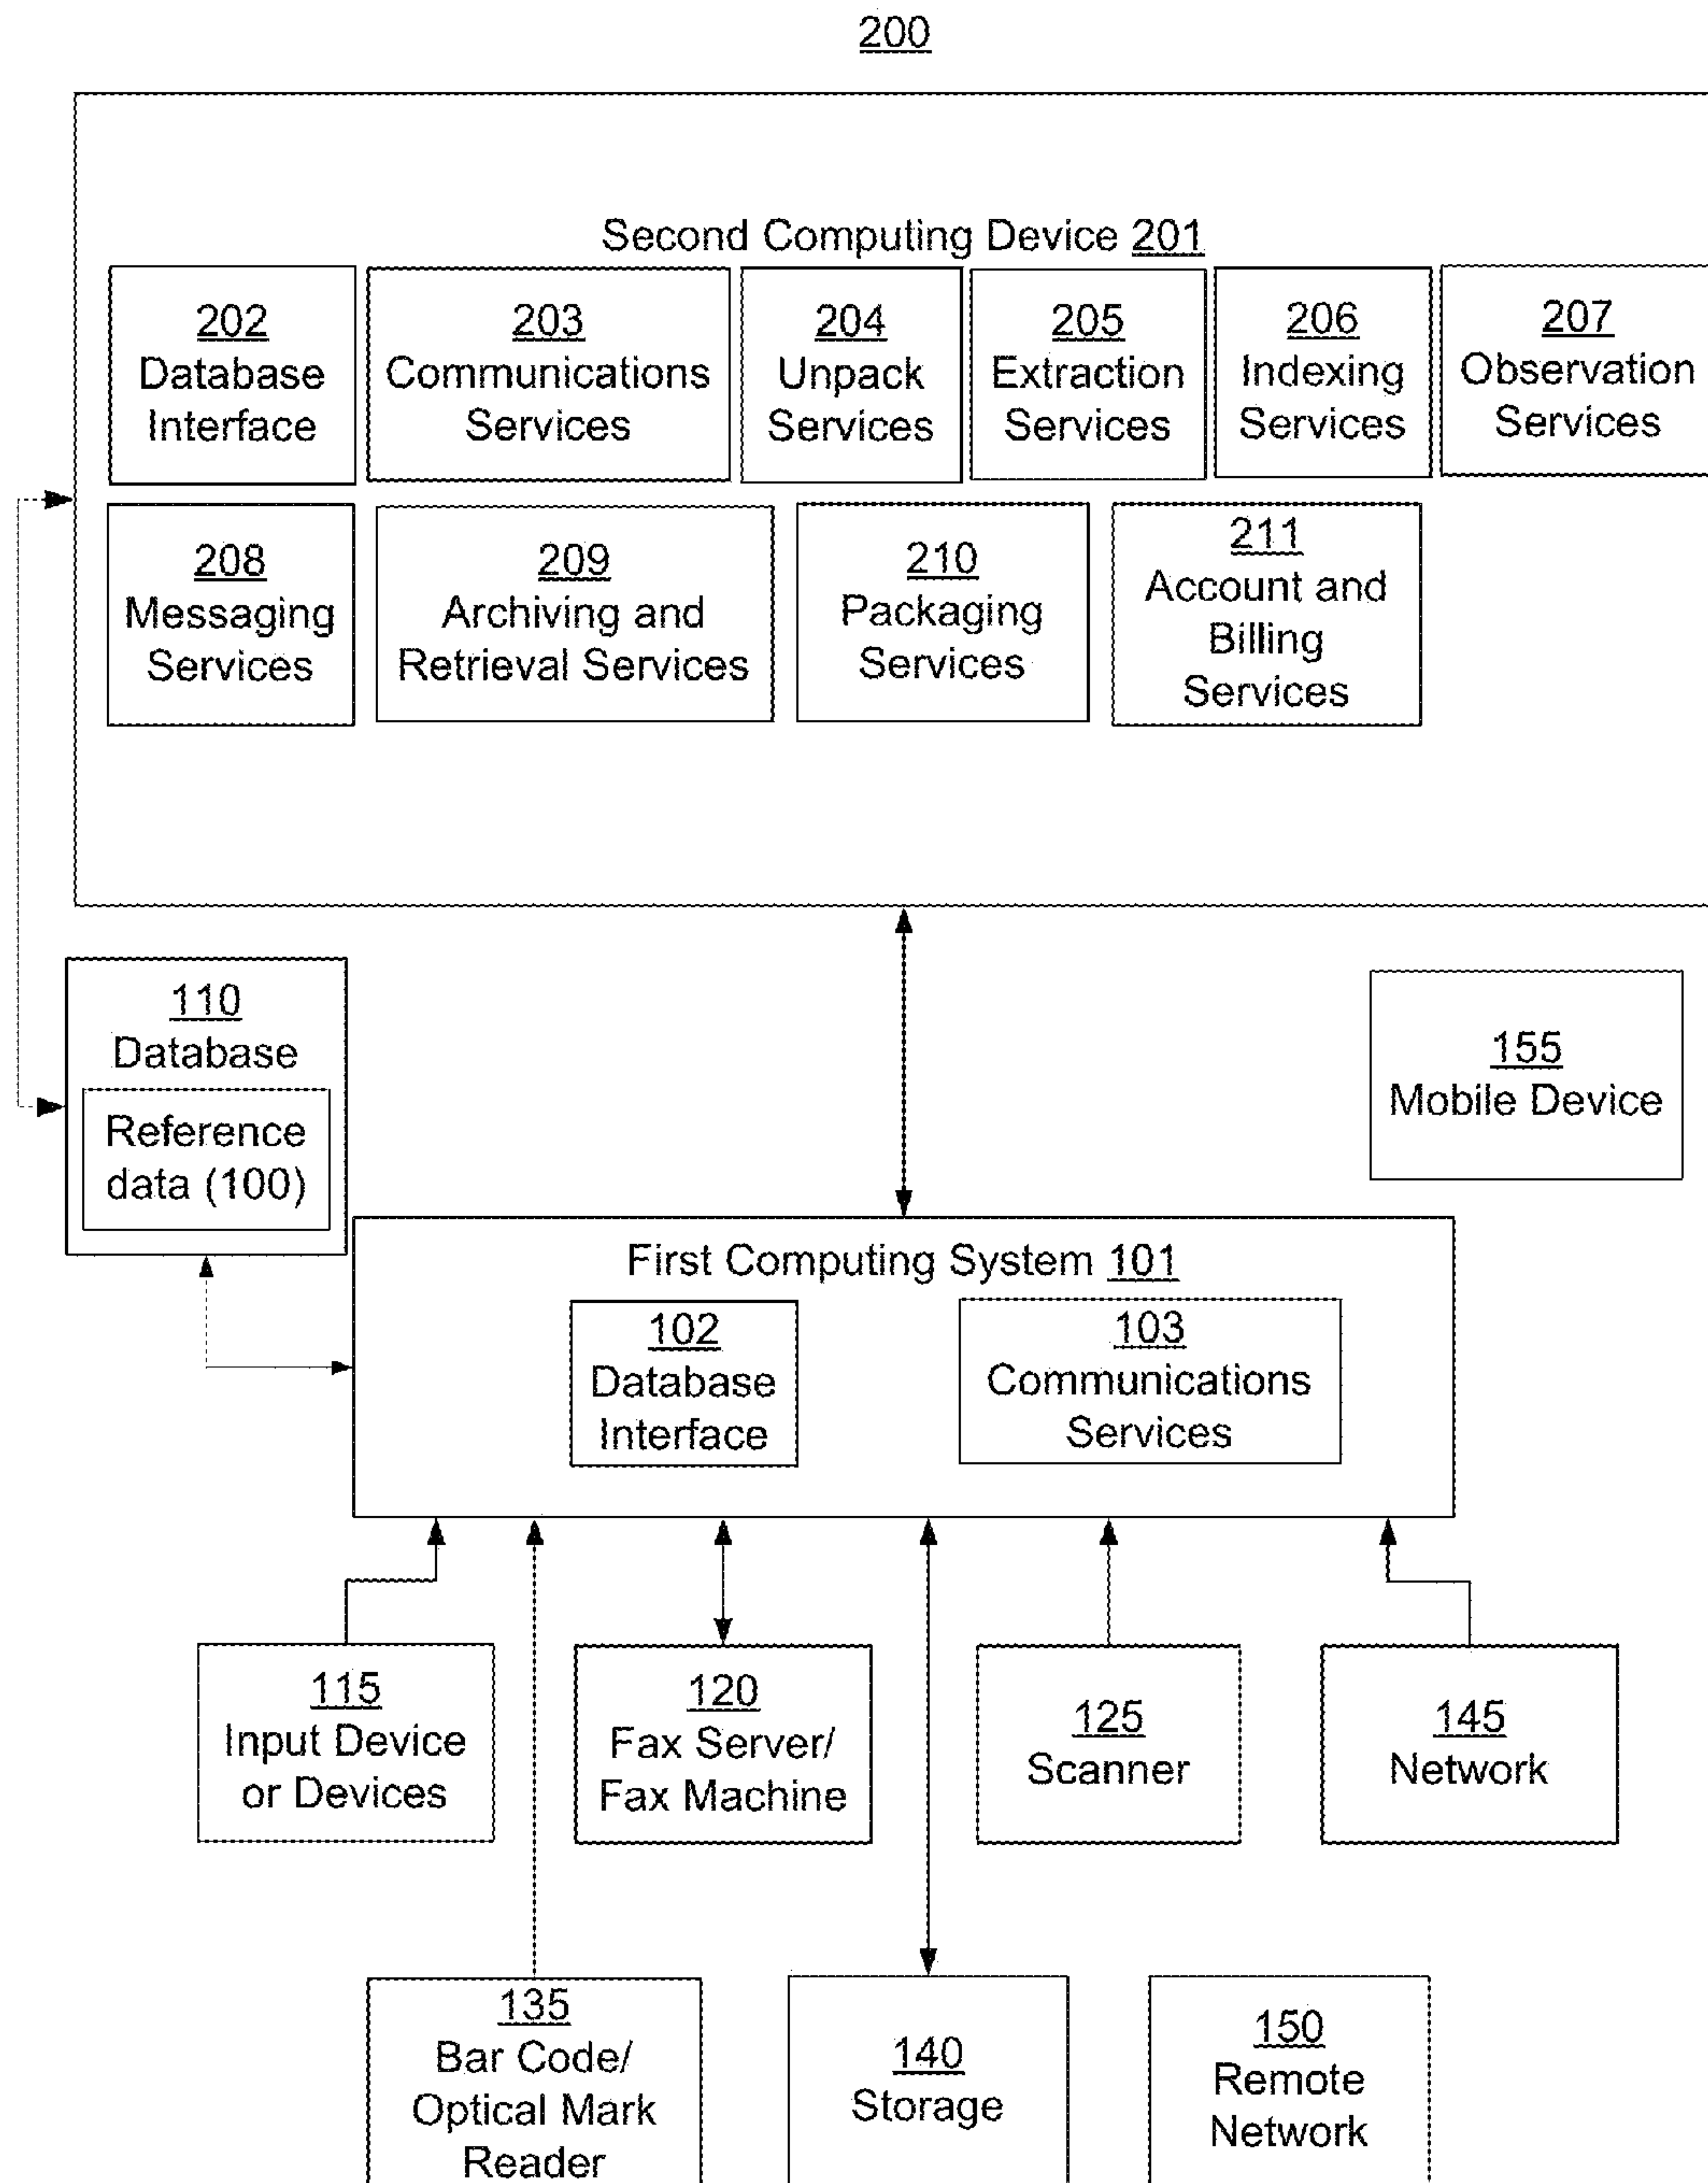 200
Second Computing Device 201
202
Database
Interface
203
Communications
Services
204
Unpack
Services
205
Extraction
Services
206
Indexing
Services
207
Observation
Services
208
Messaging
Services
209
Archiving and
Retrieval Services
210
Packaging
Services
211
Account and
Billing
Services
110
Database
Reference
data (100)
155
Mobile Device
First Computing System 101
102
Database
Interface
103
Communications
Services
115
Input Device
or Devices
120
Fax Server/
Fax Machine
125
Scanner
145
Network
135
Bar Code/
Optical Mark
Reader
140
Storage
150
Remote
Network